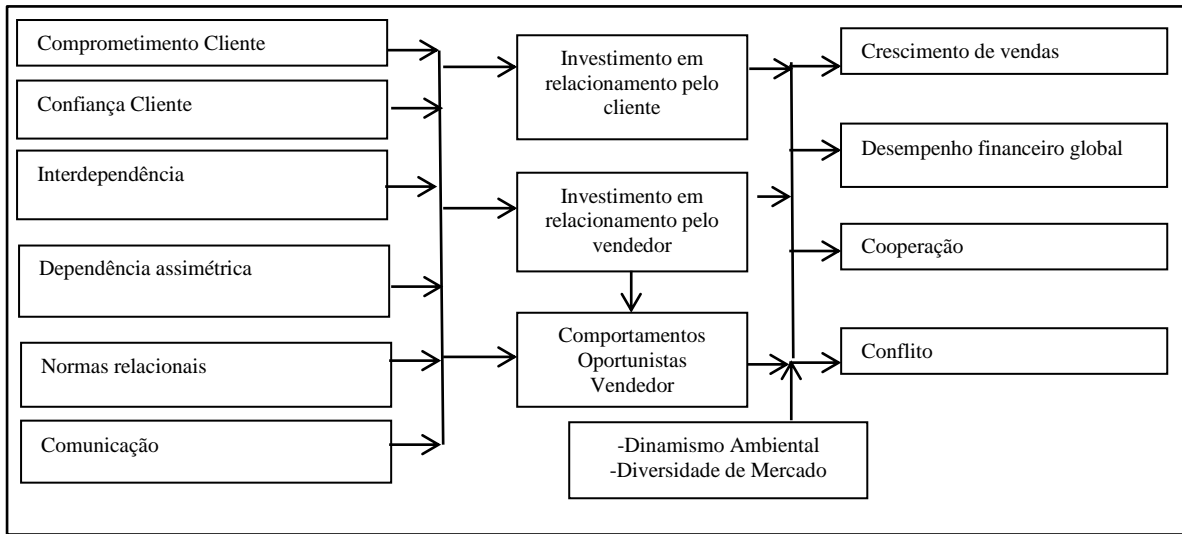 Comprometimento Cliente
Confiança Cliente
Interdependência
Dependência assimétrica
Normas relacionais
Comunicação
Investimento em
relacionamento pelo
cliente
Investimento em
relacionamento pelo
vendedor
Comportamentos
Oportunistas
Vendedor
-Dinamismo Ambiental
-Diversidade de Mercado
Crescimento de vendas
Desempenho financeiro global
Cooperação
Conflito